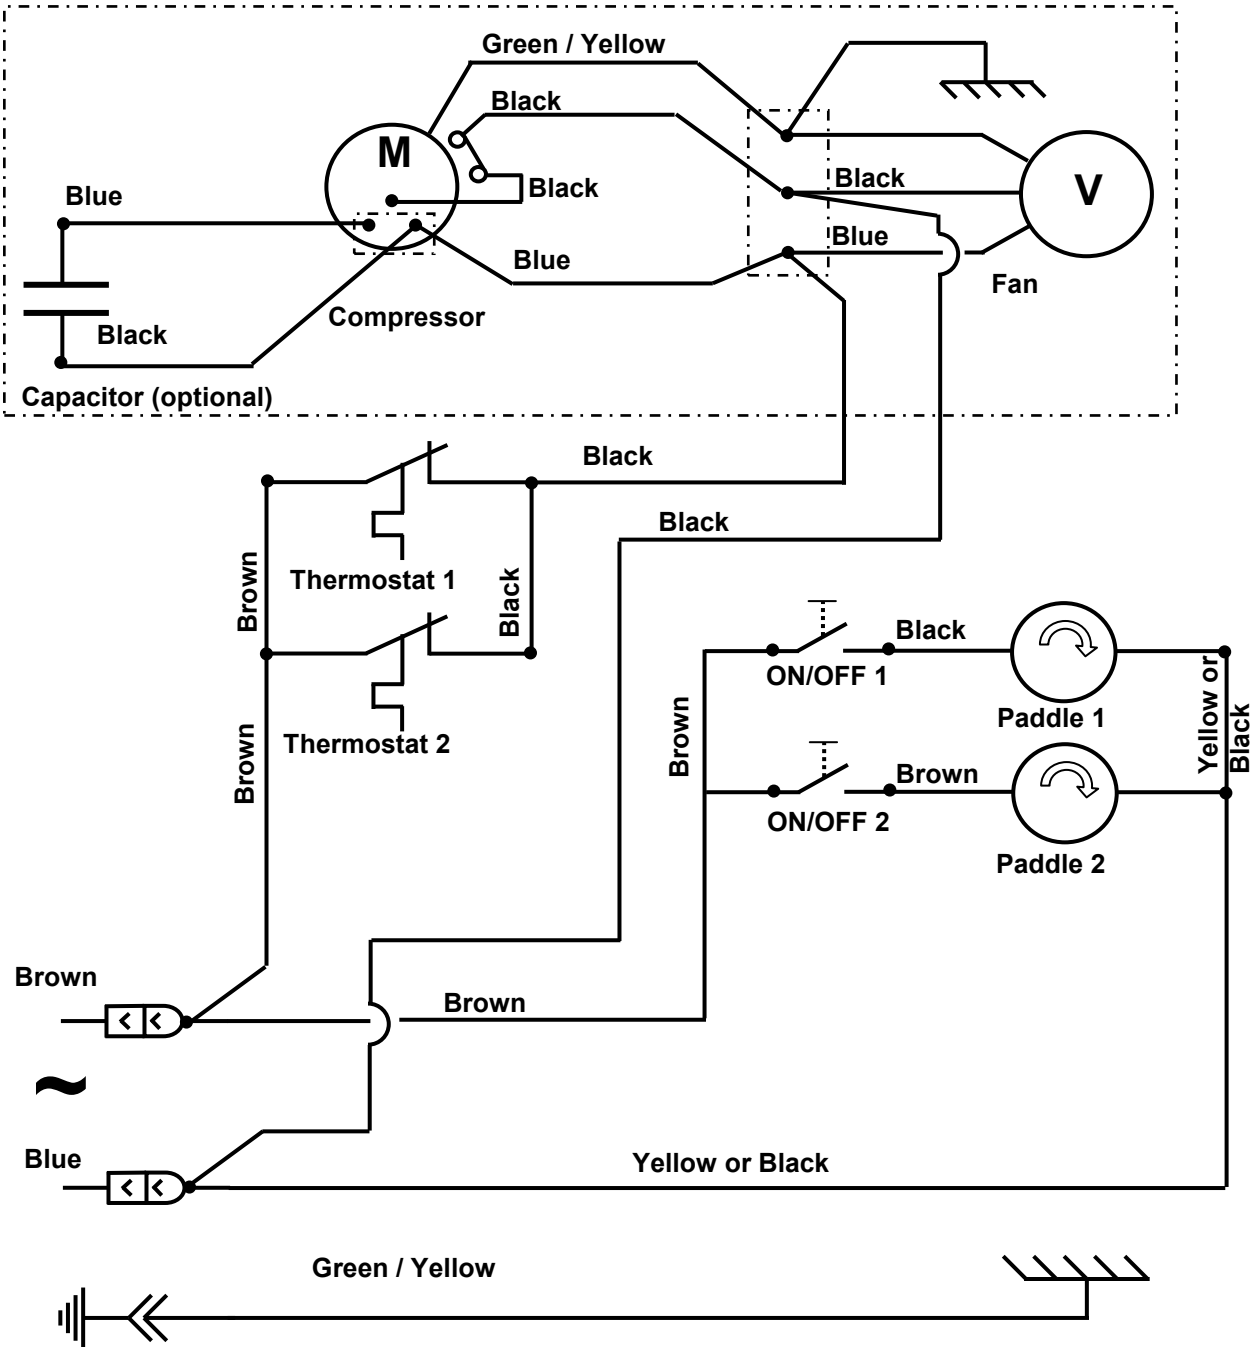 Green / Yellow
Black
M
Black
Black
V
Blue
Blue
Blue
Fan
Compressor
Black
Capacitor (optional)
Black
Black
Brown
Thermostat 1
Black
Black
ON/OFF 1
Yellow or
Black
Paddle 1
Brown
Thermostat 2
Brown
Brown
ON/OFF 2
Paddle 2
Brown
Brown
~
Blue
Yellow or Black
Green / Yellow